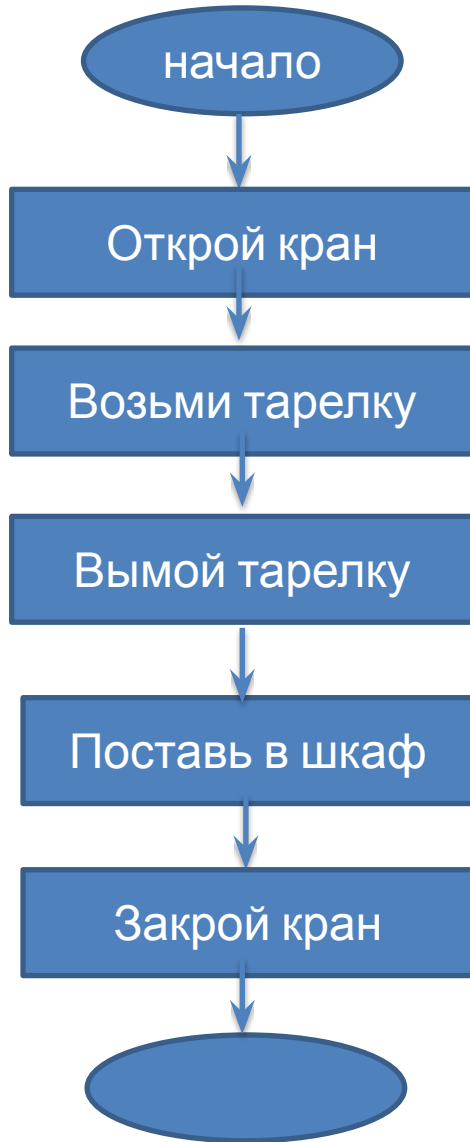 начало
Открой кран
Возьми тарелку
Вымой тарелку
Поставь в шкаф
Закрой кран